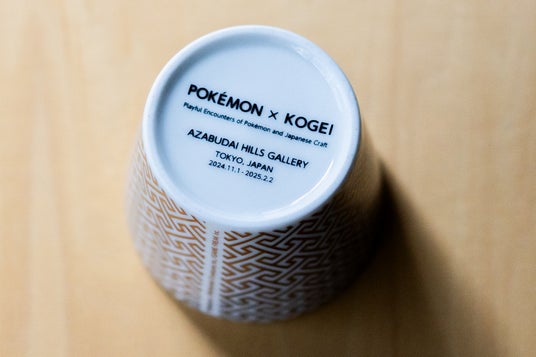 POKÉMON × KOGEI
Playful Encounters of Pokémon and Japanese Craft
AZABUDAI HILLS GALLERY
TOKYO, JAPAN
2024.11.1 - 2025.2.2